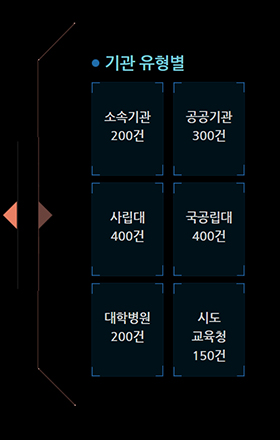 기관 유형별
소속기관
200건
공공기관
300건
사립대
400건
국공립대
400건
대학병원
200건
시도
교육청
150건